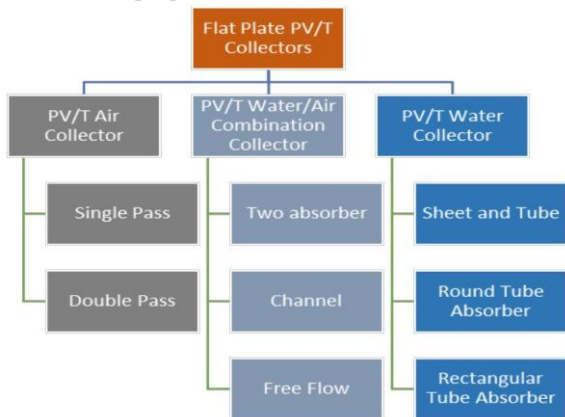 Flat Plate PV/T
Collectors
PV/T Air
Collector
PV/T Water/Air
Combination
Collector
PV/T Water
Collector
Single Pass
Two absorber
Sheet and Tube
Double Pass
Channel
Round Tube
Absorber
Free Flow
Rectangular
Tube Absorber